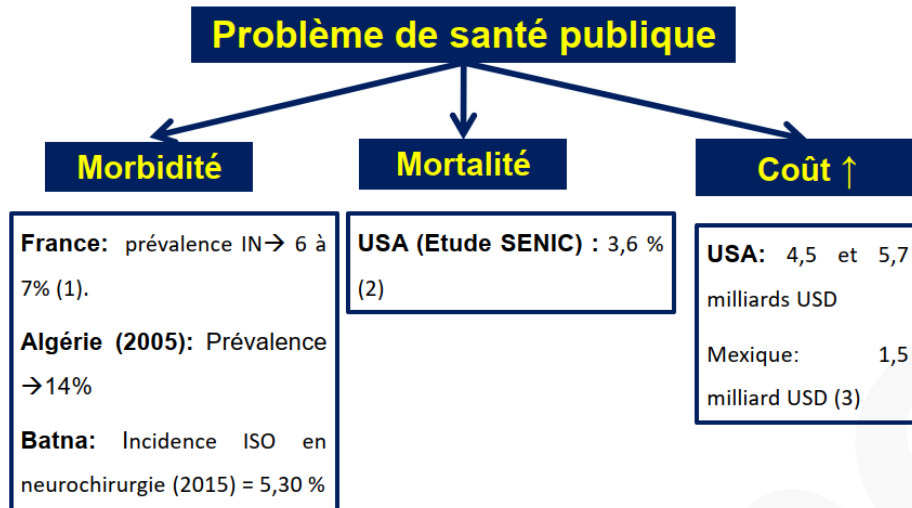 Problème de santé publique
Morbidité
Mortalité
Coût ↑
France: prévalence IN→ 6 à
7% (1).
Algérie (2005): Prévalence
→14%
Batna: Incidence ISO en
neurochirurgie (2015) = 5,30 %
USA (Etude SENIC) : 3,6 %
(2)
USA: 4,5 et 5,7
milliards USD
Mexique: 1,5
milliard USD (3)